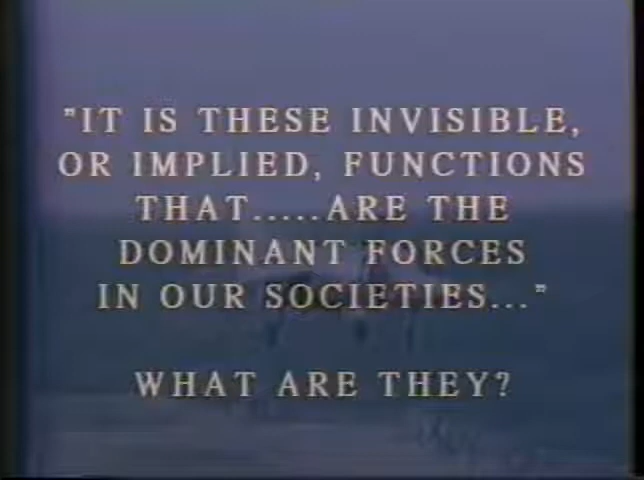 "IT IS THESE INVISIBLE,
OR IMPLIED, FUNCTIONS
THAT.....ARE THE
DOMINANT FORCES
IN OUR SOCIETIES..."
WHAT ARE THEY?